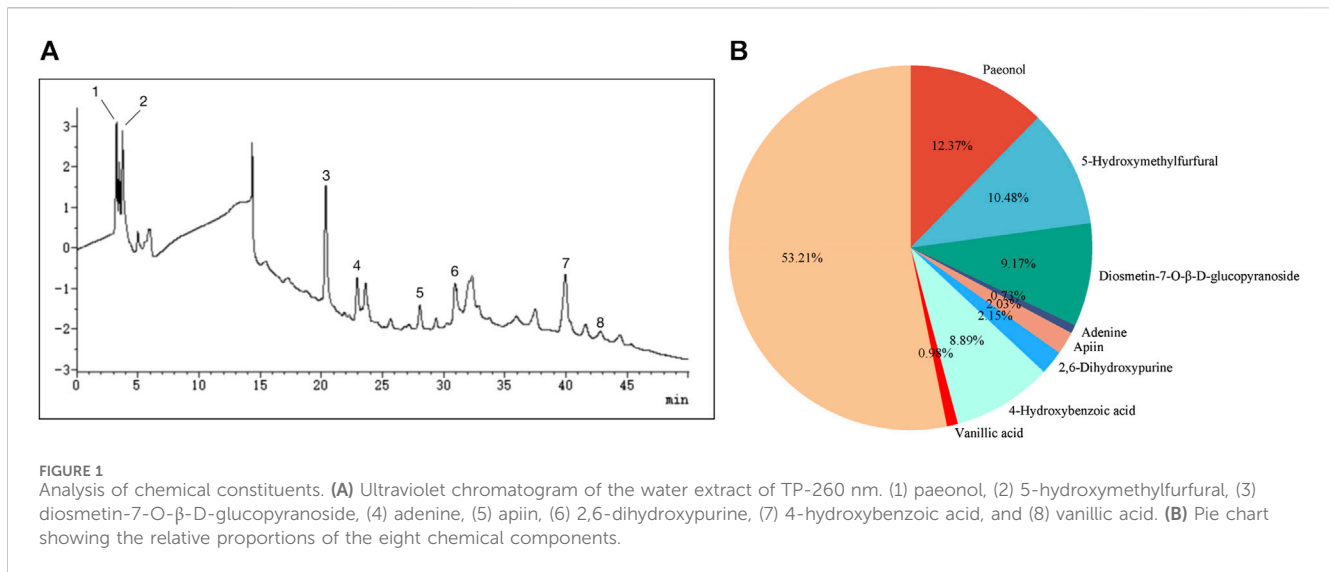 A
1
2
3
4
5
6
7
8
3
2
1
0
−1
−2
−3
0
5
10
15
20
25
30
35
40
45
min
B
Paeonol
12.37%
5-Hydroxymethylfurfural
10.48%
53.21%
9.17%
Diosmetin-7-O-β-D-glucopyranoside
0.73%
2.03%
2.15%
Adenine
Apiin
8.89%
0.98%
2,6-Dihydroxypurine
4-Hydroxybenzoic acid
Vanillic acid
FIGURE 1
Analysis of chemical constituents. (A) Ultraviolet chromatogram of the water extract of TP-260 nm. (1) paeonol, (2) 5-hydroxymethylfurfural, (3)
diosmetin-7-O-β-D-glucopyranoside, (4) adenine, (5) apiin, (6) 2,6-dihydroxypurine, (7) 4-hydroxybenzoic acid, and (8) vanillic acid. (B) Pie chart
showing the relative proportions of the eight chemical components.